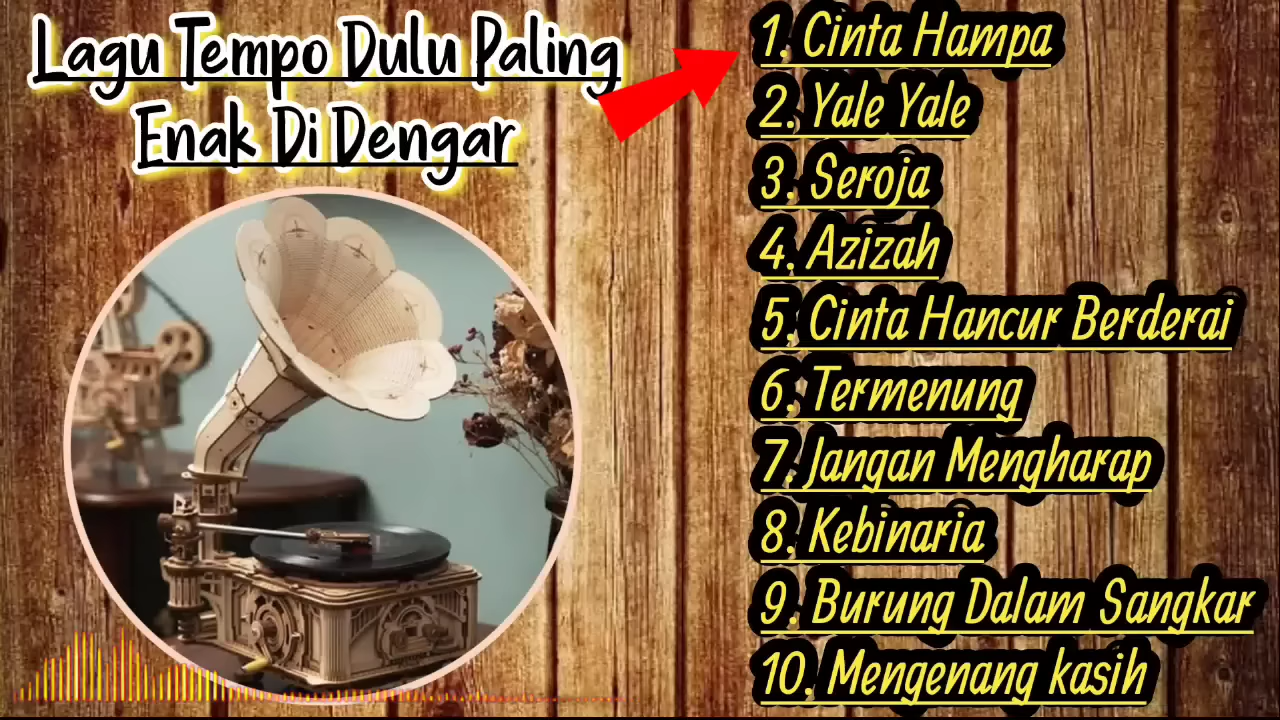 Lagu Tempo Dulu Paling
Enak Di Dengar
1. Cinta Hampa
2. Yale Yale
3. Seroja
4. Azizah
5. Cinta Hancur Berderai
6. Termenung
7. Jangan Mengharap
8. Kebinaria
9. Burung Dalam Sangkar
10. Mengenang kasih